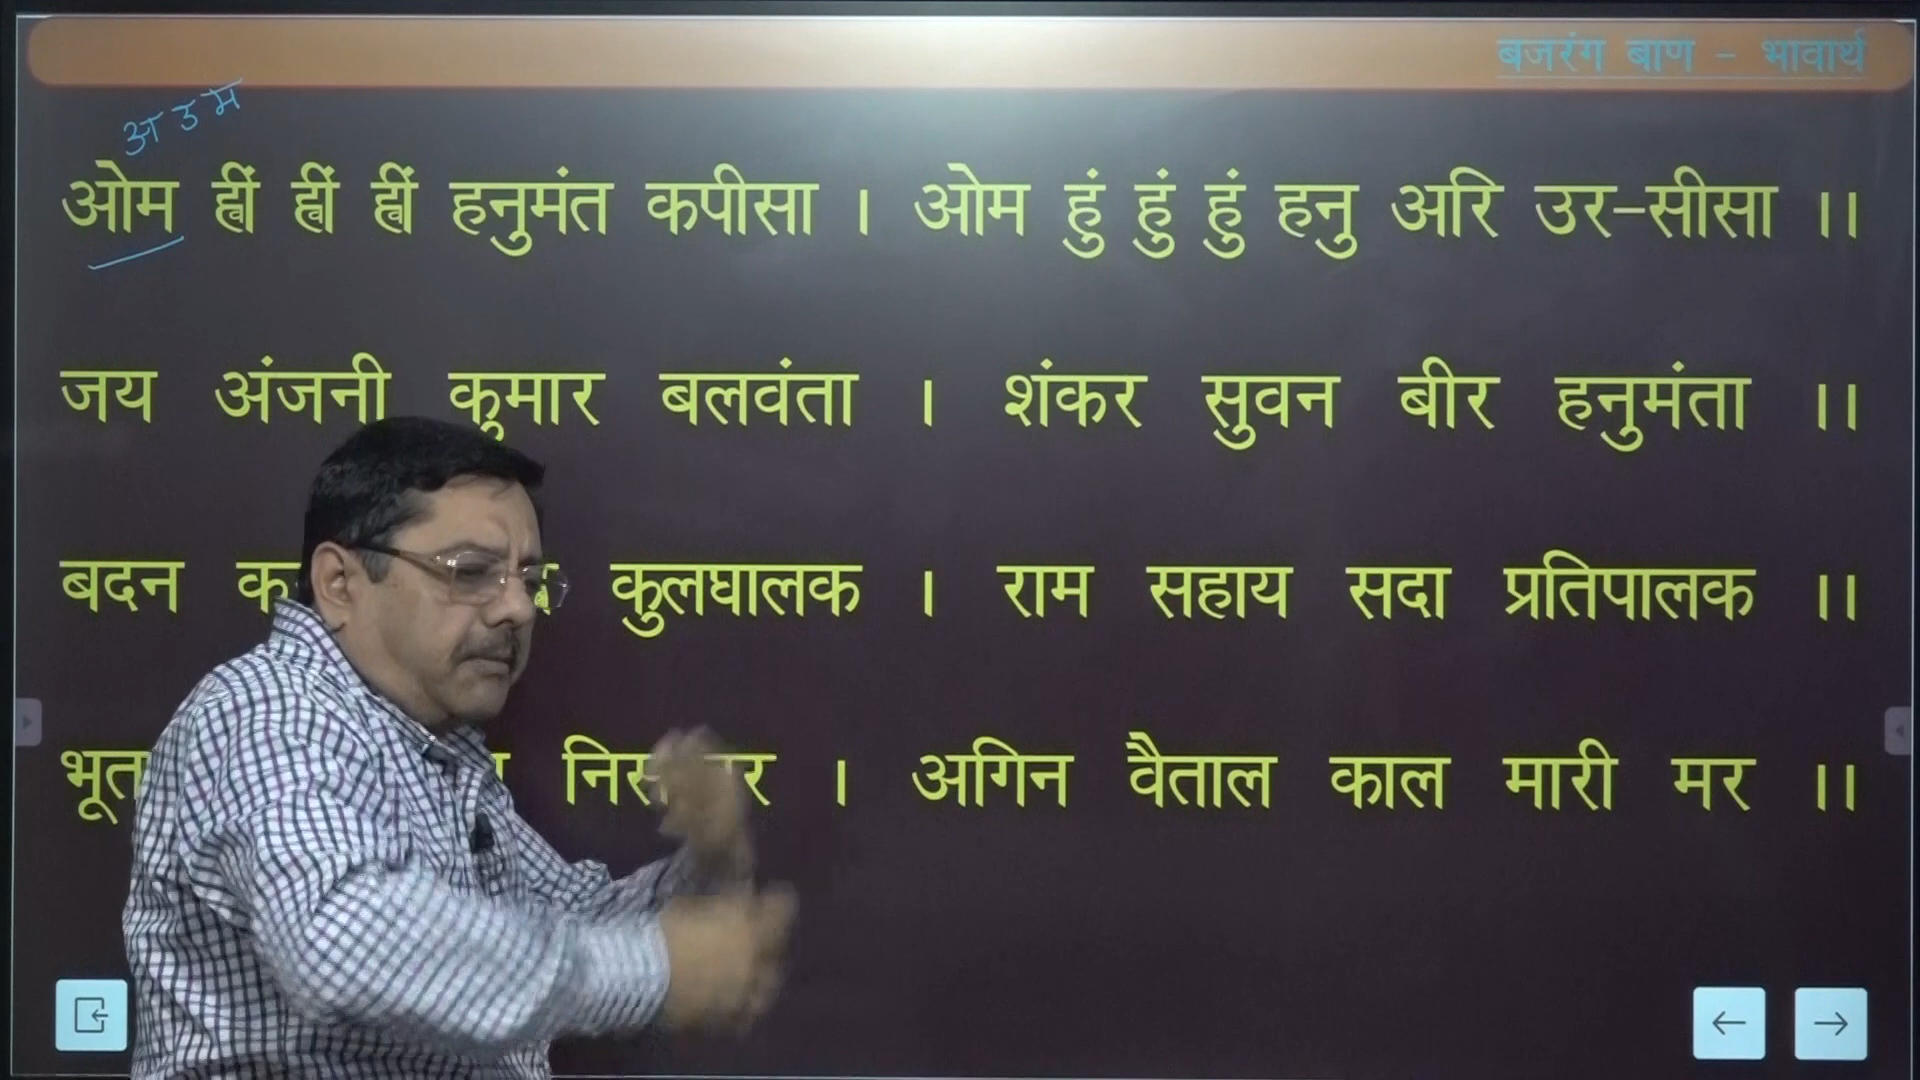 बजरंग बाण - भावार्थ
अ उ म
ओम ह्नीं ह्नीं ह्नीं हनुमंत कपीसा । ओम हुं हुं हुं हनु अरि उर-सीसा ।।
जय अंजनी कुमार बलवंता । शंकर सुवन बीर हनुमंता ।।
बदन कुलघालक । राम सहाय सदा प्रतिपालक ।।
भूत । अगिन वैताल काल मारी मर ।।